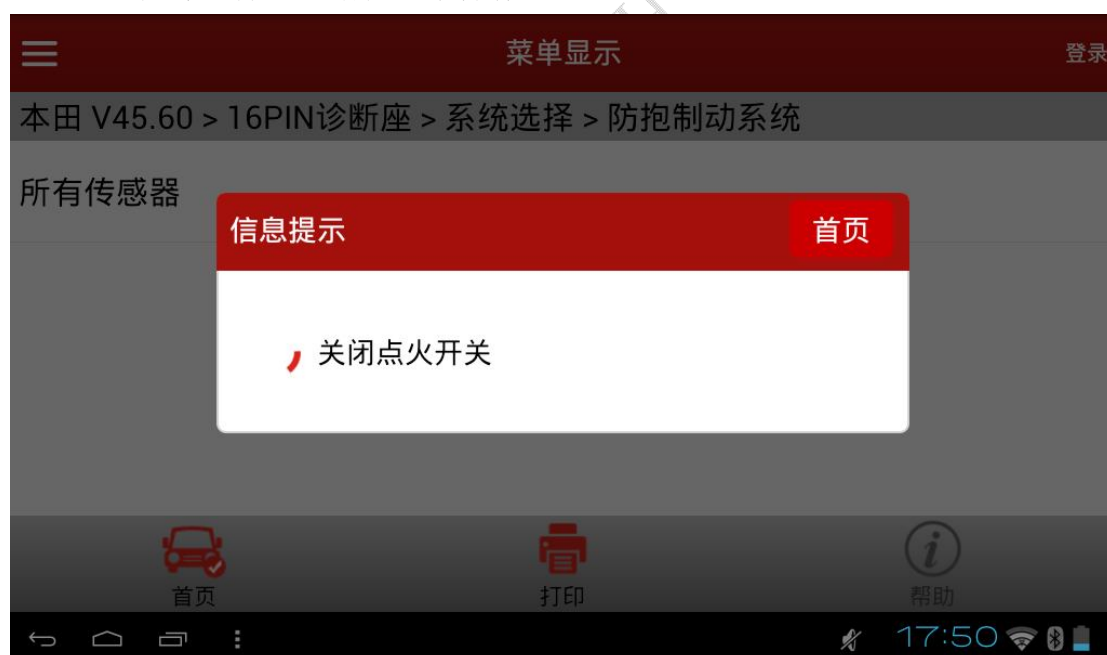 菜单显示
登录
本田 V45.60 > 16PIN诊断座 > 系统选择 > 防抱制动系统
所有传感器
信息提示
首页
关闭点火开关
首页
打印
帮助
17:50